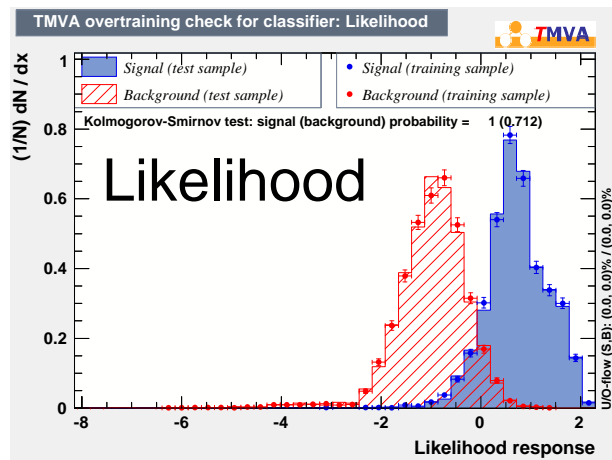 TMVA overtraining check for classifier: Likelihood
TMVA
(1/N) dN / dx
Signal (test sample)
Background (test sample)
Signal (training sample)
Background (training sample)
Kolmogorov-Smirnov test: signal (background) probability = 1 (0.712)
Likelihood
1
0.8
0.6
0.4
0.2
0
-8 -6 -4 -2 0 2
Likelihood response
U/O-flow (S,B): (0.0, 0.0)% / (0.0, 0.0)%